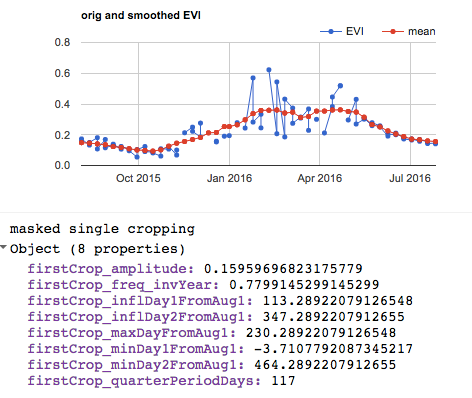 orig and smoothed EVI
EVI mean
0.8
0.6
0.4
0.2
0.0
Oct 2015 Jan 2016 Apr 2016 Jul 2016
masked single cropping
Object (8 properties)
firstCrop_amplitude: 0.15959696823175779
firstCrop_freq_invYear: 0.7799145299145299
firstCrop_inflDay1FromAug1: 113.28922079126548
firstCrop_inflDay2FromAug1: 347.2892207912655
firstCrop_maxDayFromAug1: 230.28922079126548
firstCrop_minDay1FromAug1: -3.7107792087345217
firstCrop_minDay2FromAug1: 464.2892207912655
firstCrop_quarterPeriodDays: 117